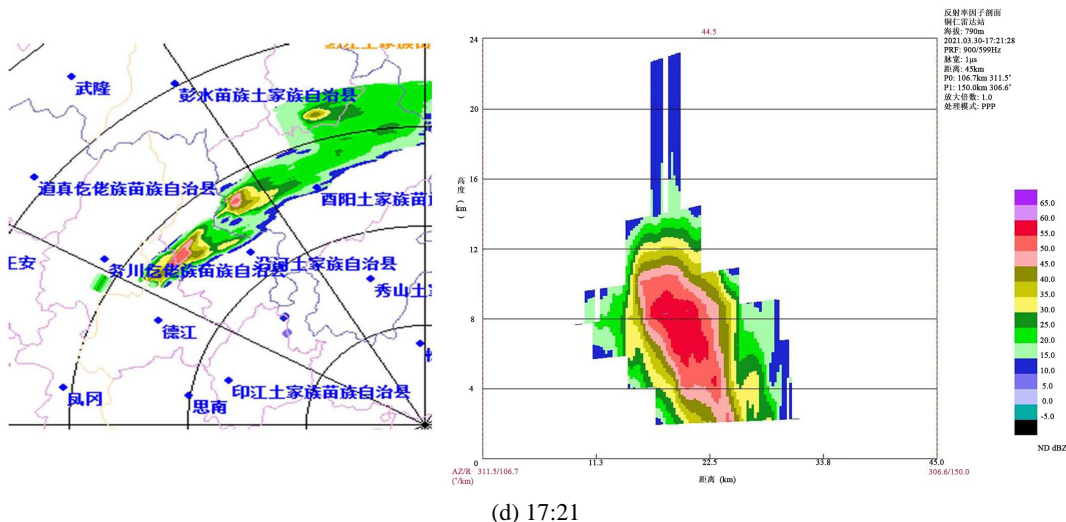 武隆
彭水苗族土家族自治县
道真仡佬族苗族自治县
酉阳土家族苗
正安
务川仡佬族苗族自治县
沿河土家族自治县
秀山土
德江
凤冈
思南
印江土家族苗族自治县
44.5
24
20
16
12
8
4
0
高度
(km)
11.3
22.5
33.8
45.0
AZ/R 311.5/106.7
(°/km)
距离 (km)
306.6/150.0
反射率因子剖面
铜仁雷达站
海拔: 790m
2021.03.30-17:21:28
PRF: 900/599Hz
脉宽: 1μs
距离: 45km
P0: 106.7km 311.5°
P1: 150.0km 306.6°
放大倍数: 1.0
处理模式: PPP
65.0
60.0
55.0
50.0
45.0
40.0
35.0
30.0
25.0
20.0
15.0
10.0
5.0
0.0
-5.0
ND dBZ
(d) 17:21